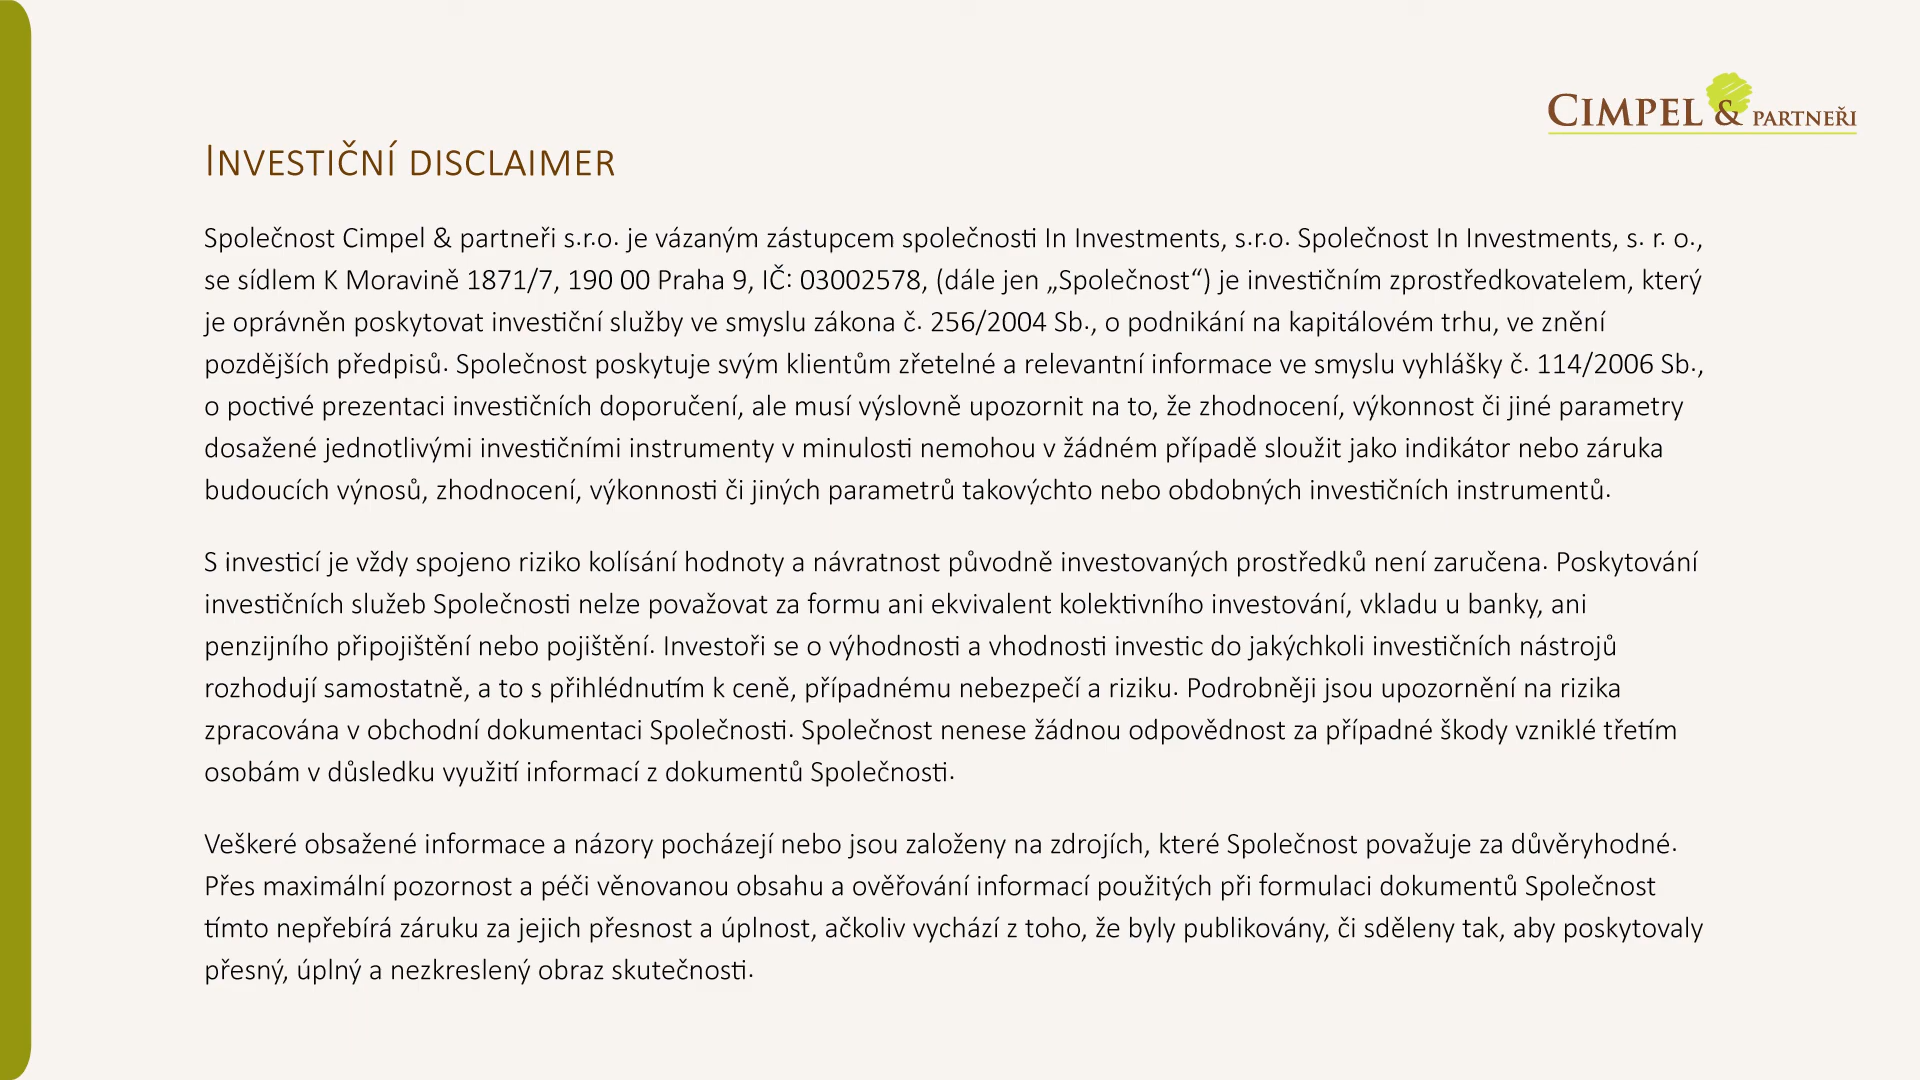 Cimpel & partneři
Investiční disclaimer
Společnost Cimpel & partneři s.r.o. je vázaným zástupcem společnosti In Investments, s.r.o. Společnost In Investments, s. r. o.,
se sídlem K Moravině 1871/7, 190 00 Praha 9, IČ: 03002578, (dále jen „Společnost“) je investičním zprostředkovatelem, který
je oprávněn poskytovat investiční služby ve smyslu zákona č. 256/2004 Sb., o podnikání na kapitálovém trhu, ve znění
pozdějších předpisů. Společnost poskytuje svým klientům zřetelné a relevantní informace ve smyslu vyhlášky č. 114/2006 Sb.,
o poctivé prezentaci investičních doporučení, ale musí výslovně upozornit na to, že zhodnocení, výkonnost či jiné parametry
dosažené jednotlivými investičními instrumenty v minulosti nemohou v žádném případě sloužit jako indikátor nebo záruka
budoucích výnosů, zhodnocení, výkonnosti či jiných parametrů takovýchto nebo obdobných investičních instrumentů.
S investicí je vždy spojeno riziko kolísání hodnoty a návratnost původně investovaných prostředků není zaručena. Poskytování
investičních služeb Společnosti nelze považovat za formu ani ekvivalent kolektivního investování, vkladu u banky, ani
penzijního připojištění nebo pojištění. Investoři se o výhodnosti a vhodnosti investic do jakýchkoli investičních nástrojů
rozhodují samostatně, a to s přihlédnutím k ceně, případnému nebezpečí a riziku. Podrobněji jsou upozornění na rizika
zpracována v obchodní dokumentaci Společnosti. Společnost nenese žádnou odpovědnost za případné škody vzniklé třetím
osobám v důsledku využití informací z dokumentů Společnosti.
Veškeré obsažené informace a názory pocházejí nebo jsou založeny na zdrojích, které Společnost považuje za důvěryhodné.
Přes maximální pozornost a péči věnovanou obsahu a ověřování informací použitých při formulaci dokumentů Společnost
tímto nepřebírá záruku za jejich přesnost a úplnost, ačkoliv vychází z toho, že byly publikovány, či sděleny tak, aby poskytovaly
přesný, úplný a nezkreslený obraz skutečnosti.